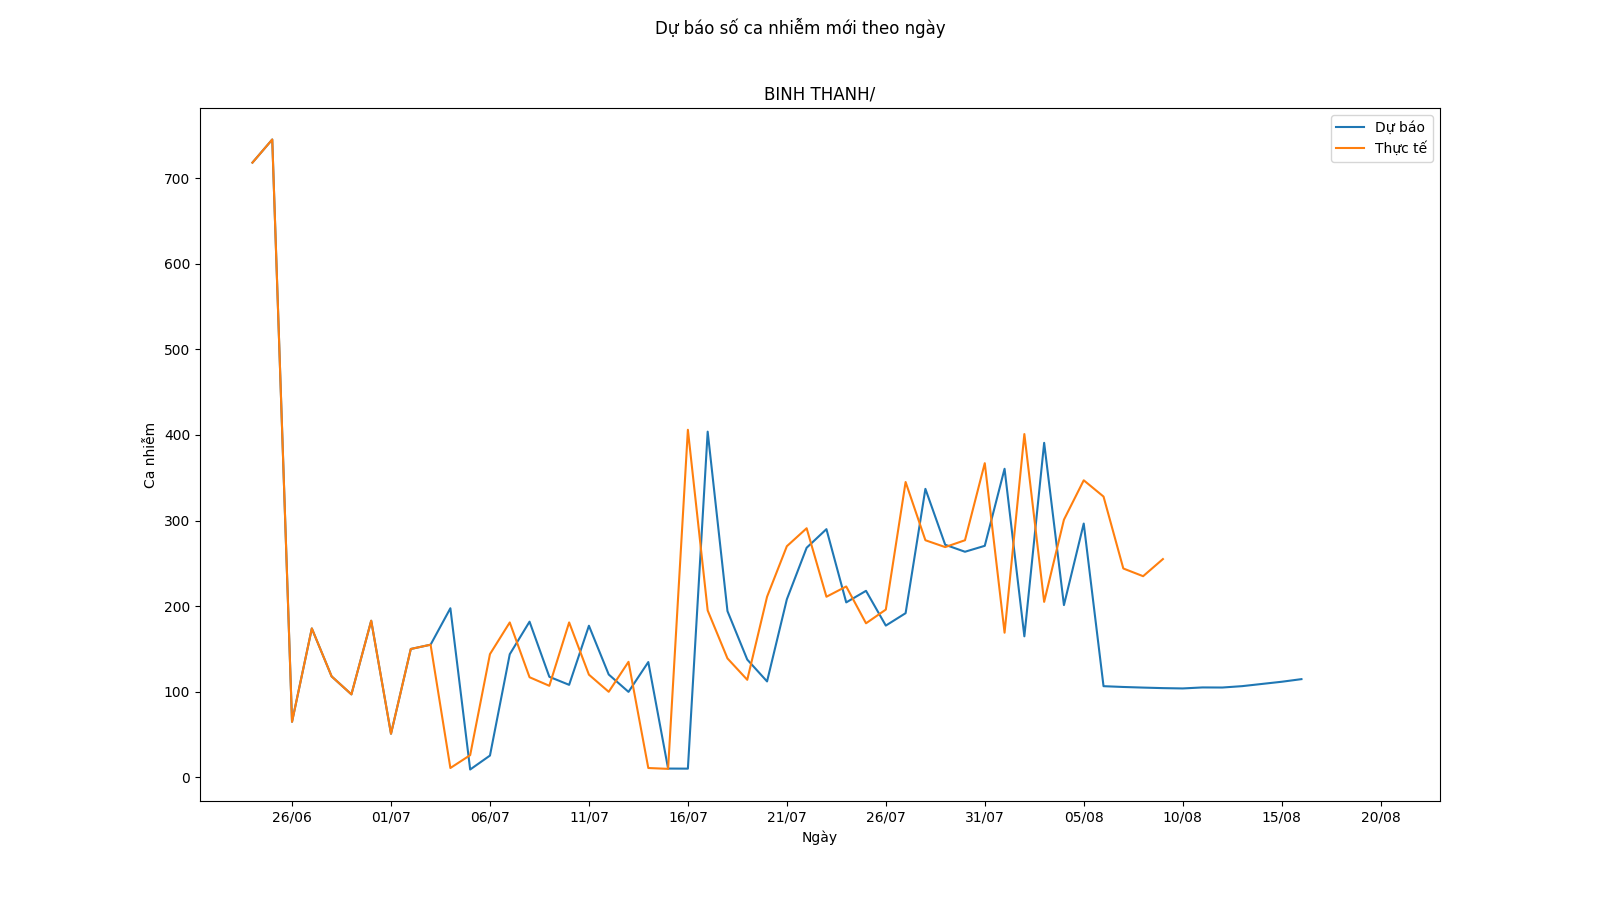 Dự báo số ca nhiễm mới theo ngày
BINH THANH/
Dự báo
Thực tế
700
600
500
400
300
200
100
0
Ca nhiễm
26/06 01/07 06/07 11/07 16/07 21/07 26/07 31/07 05/08 10/08 15/08 20/08
Ngày